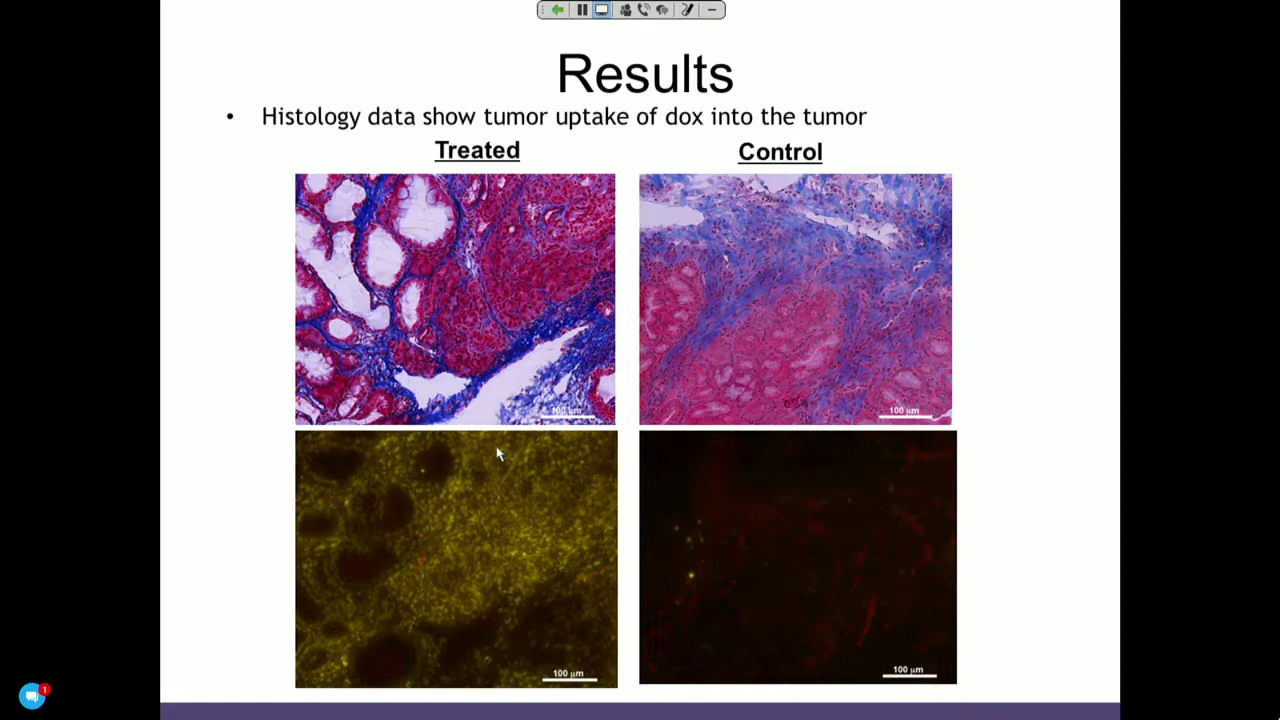 Results
• Histology data show tumor uptake of dox into the tumor
Treated
Control
100 µm
100 µm
100 µm
100 µm
1